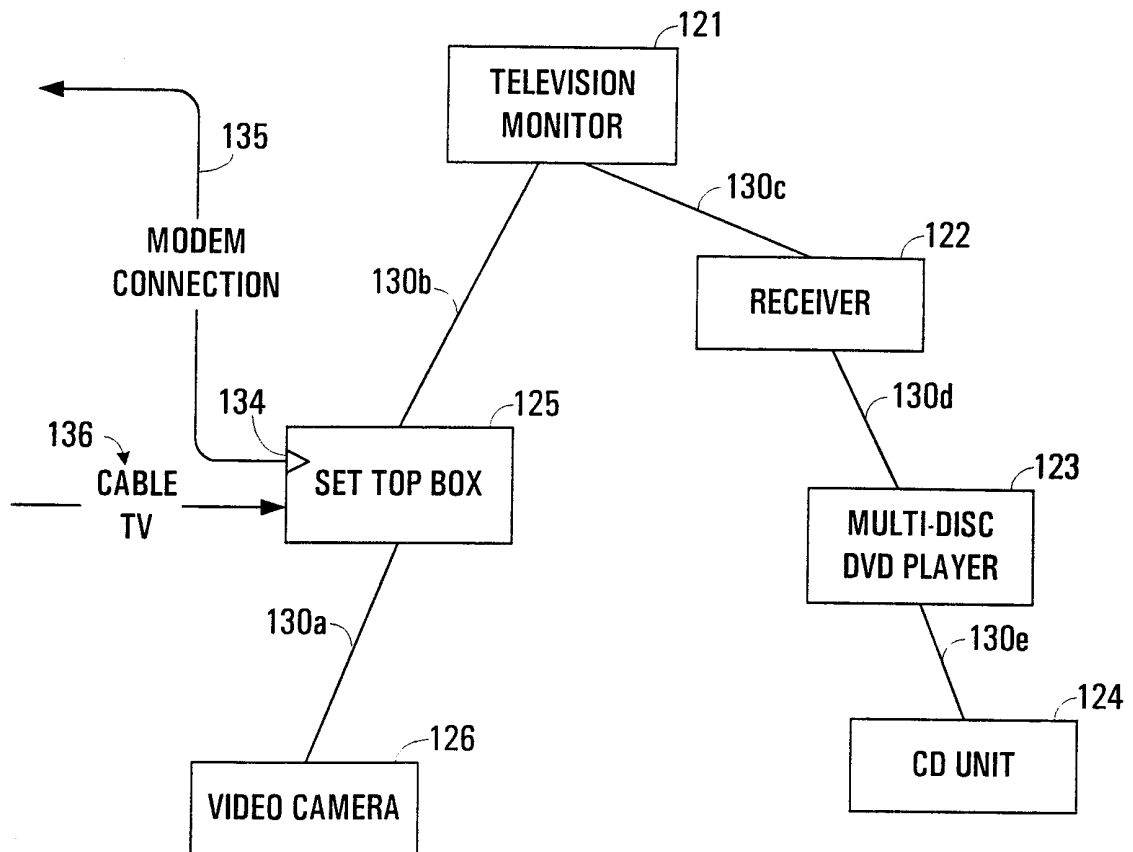 121
TELEVISION
MONITOR
135
130c
MODEM
CONNECTION
122
RECEIVER
130b
130d
134
125
136
CABLE
TV
SET TOP BOX
123
MULTI-DISC
DVD PLAYER
130a
130e
124
CD UNIT
126
VIDEO CAMERA